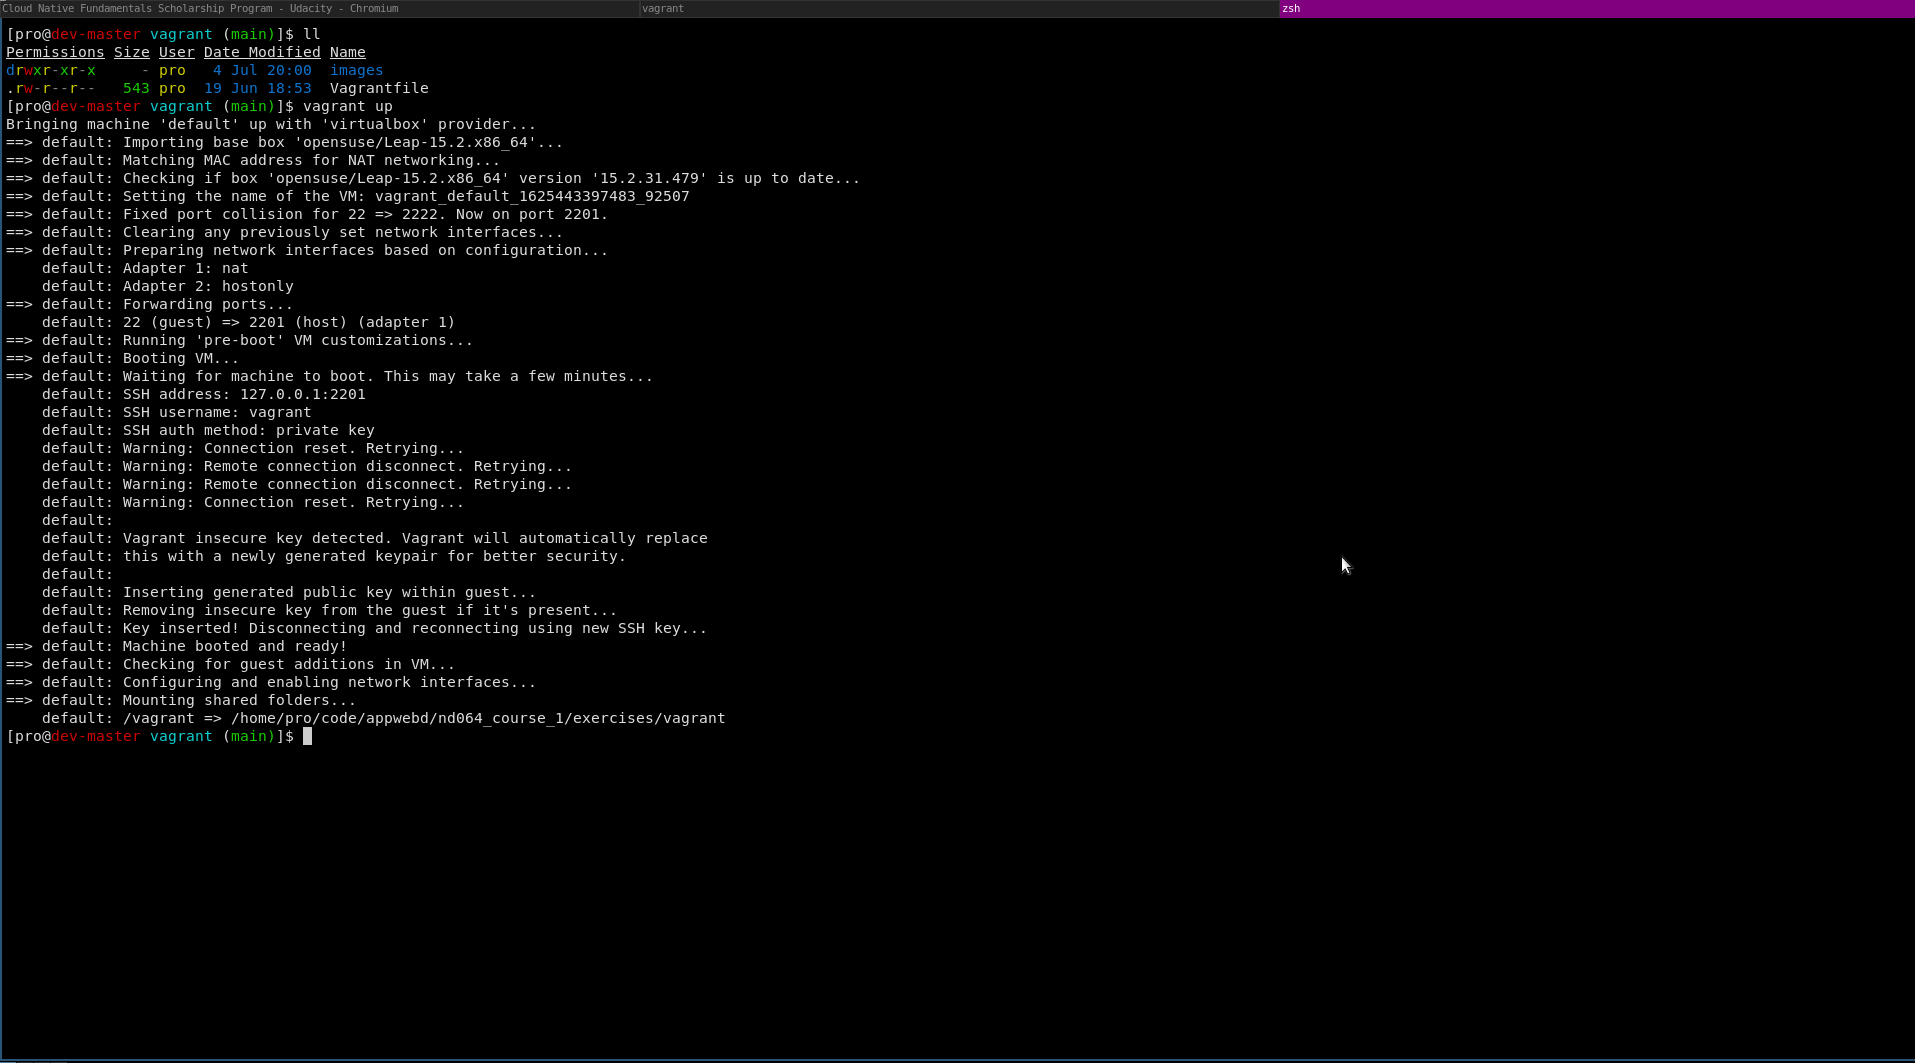 Cloud Native Fundamentals Scholarship Program - Udacity - Chromium
vagrant
zsh
[pro@dev-master vagrant (main)]$ ll
Permissions Size User Date Modified Name
drwxr-xr-x     - pro   4 Jul 20:00  images
.rw-r--r--   543 pro  19 Jun 18:53  Vagrantfile
[pro@dev-master vagrant (main)]$ vagrant up
Bringing machine 'default' up with 'virtualbox' provider...
==> default: Importing base box 'opensuse/Leap-15.2.x86_64'...
==> default: Matching MAC address for NAT networking...
==> default: Checking if box 'opensuse/Leap-15.2.x86_64' version '15.2.31.479' is up to date...
==> default: Setting the name of the VM: vagrant_default_1625443397483_92507
==> default: Fixed port collision for 22 => 2222. Now on port 2201.
==> default: Clearing any previously set network interfaces...
==> default: Preparing network interfaces based on configuration...
    default: Adapter 1: nat
    default: Adapter 2: hostonly
==> default: Forwarding ports...
    default: 22 (guest) => 2201 (host) (adapter 1)
==> default: Running 'pre-boot' VM customizations...
==> default: Booting VM...
==> default: Waiting for machine to boot. This may take a few minutes...
    default: SSH address: 127.0.0.1:2201
    default: SSH username: vagrant
    default: SSH auth method: private key
    default: Warning: Connection reset. Retrying...
    default: Warning: Remote connection disconnect. Retrying...
    default: Warning: Remote connection disconnect. Retrying...
    default: Warning: Connection reset. Retrying...
    default:
    default: Vagrant insecure key detected. Vagrant will automatically replace
    default: this with a newly generated keypair for better security.
    default:
    default: Inserting generated public key within guest...
    default: Removing insecure key from the guest if it's present...
    default: Key inserted! Disconnecting and reconnecting using new SSH key...
==> default: Machine booted and ready!
==> default: Checking for guest additions in VM...
==> default: Configuring and enabling network interfaces...
==> default: Mounting shared folders...
    default: /vagrant => /home/pro/code/appwebd/nd064_course_1/exercises/vagrant
[pro@dev-master vagrant (main)]$